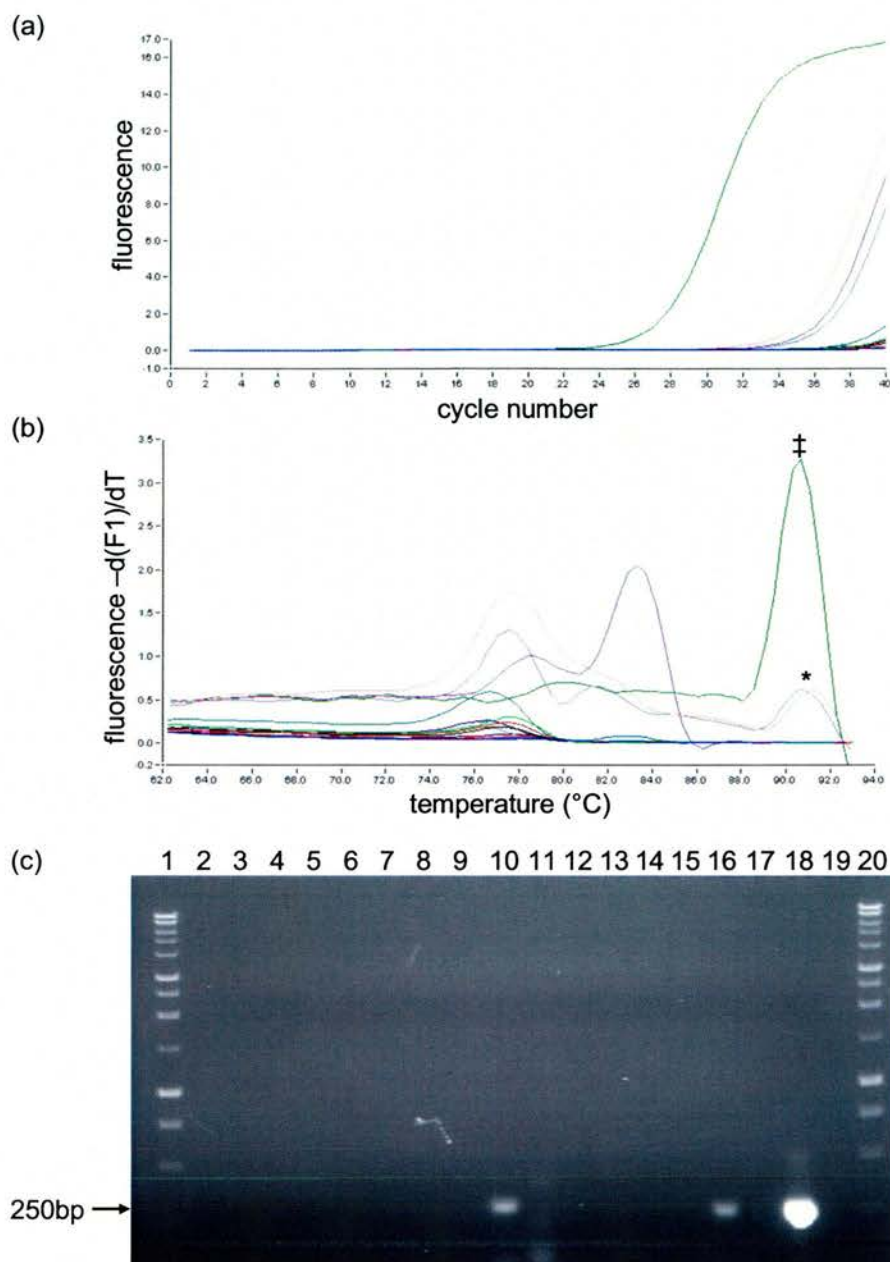 (a)
17.0
16.0
14.0
12.0
10.0
8.0
6.0
4.0
2.0
0.0
-1.0
fluorescence
0 2 4 6 8 10 12 14 16 18 20 22 24 26 28 30 32 34 36 38 40
cycle number
(b)
3.5
3.0
2.5
2.0
1.5
1.0
0.5
0.0
-0.2
fluorescence –d(F1)/dT
‡
*
62.0 64.0 66.0 68.0 70.0 72.0 74.0 76.0 78.0 80.0 82.0 84.0 86.0 88.0 90.0 92.0 94.0
temperature (°C)
(c)
1 2 3 4 5 6 7 8 9 10 11 12 13 14 15 16 17 18 19 20
250bp